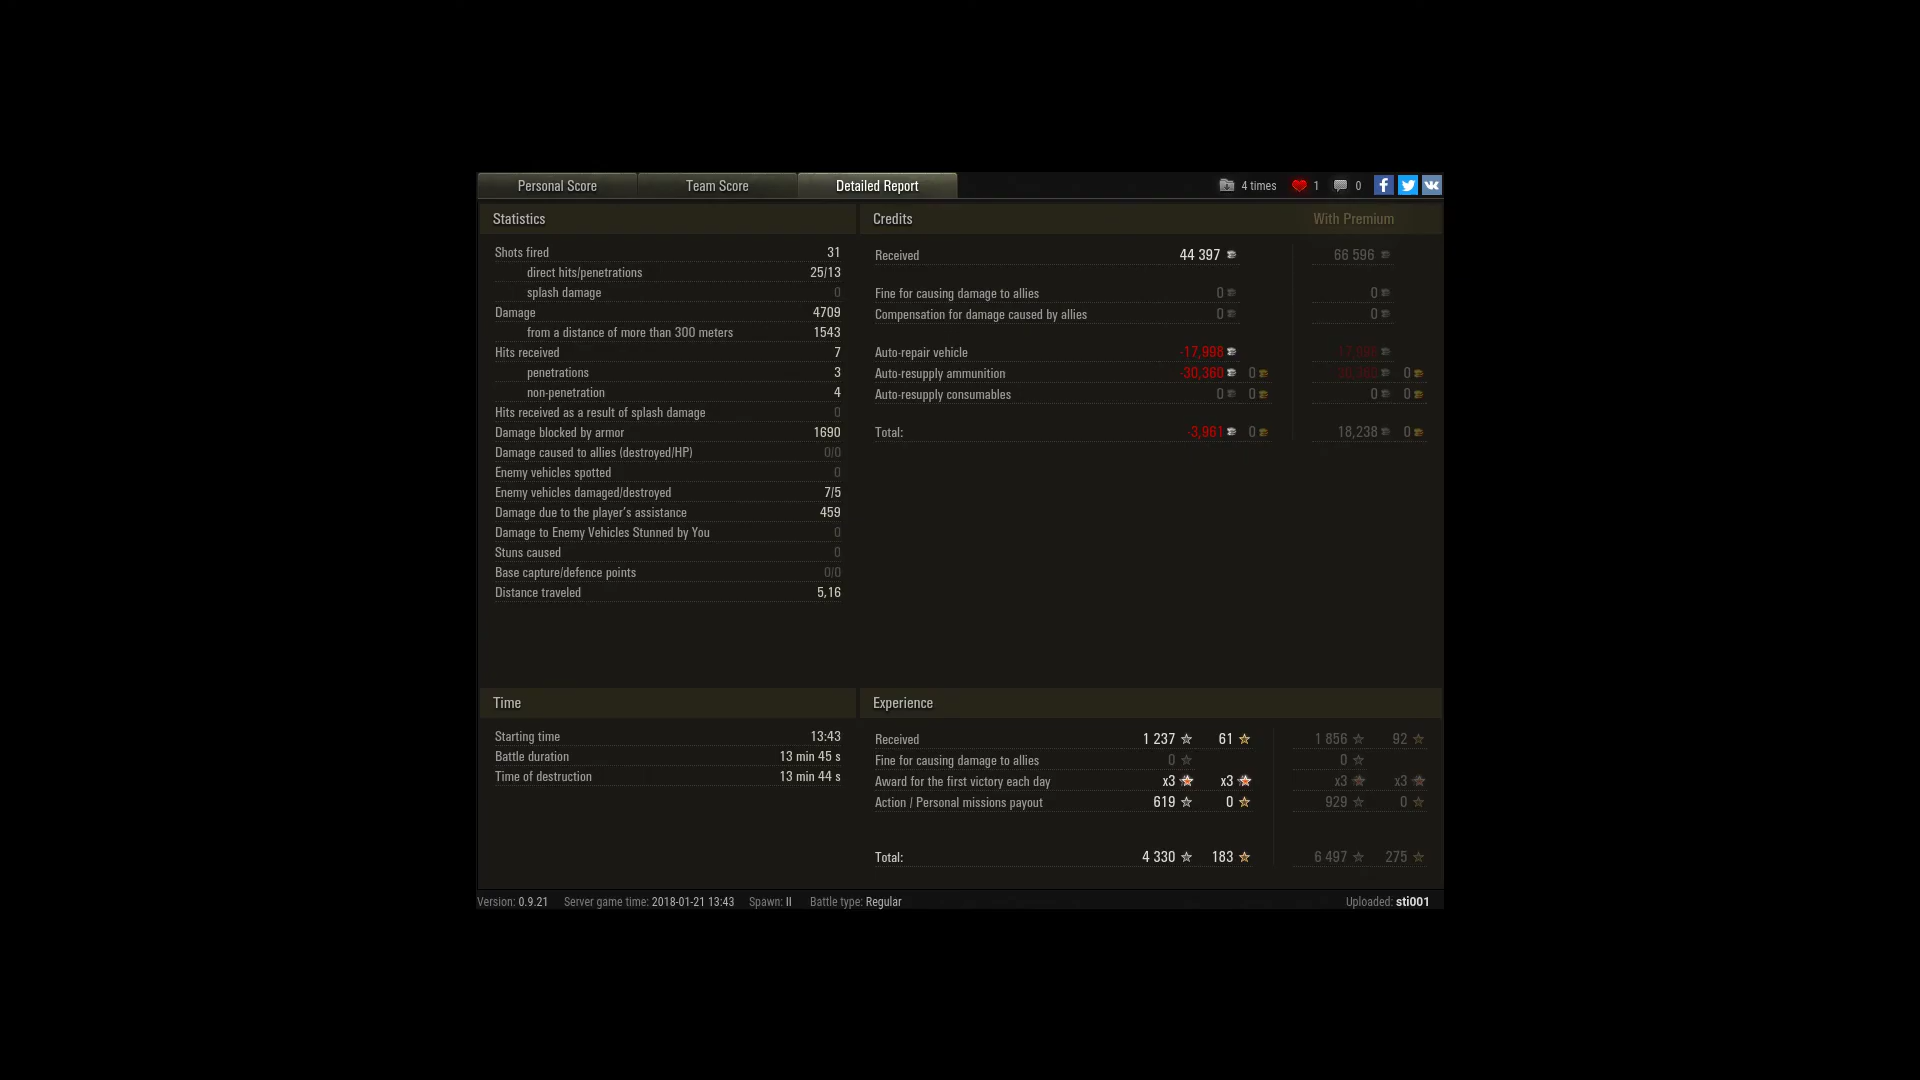 Personal Score Team Score Detailed Report 4 times 1 0
Statistics
Shots fired 31
direct hits/penetrations 25/13
splash damage 0
Damage 4709
from a distance of more than 300 meters 1543
Hits received 7
penetrations 3
non-penetration 4
Hits received as a result of splash damage 0
Damage blocked by armor 1690
Damage caused to allies (destroyed/HP) 0/0
Enemy vehicles spotted 0
Enemy vehicles damaged/destroyed 7/5
Damage due to the player's assistance 459
Damage to Enemy Vehicles Stunned by You 0
Stuns caused 0
Base capture/defence points 0/0
Distance traveled 5,16
Credits With Premium
Received 44 397 66 596
Fine for causing damage to allies 0 0
Compensation for damage caused by allies 0 0
Auto-repair vehicle -17,998 -17,998
Auto-resupply ammunition -30,360 0 -30,360 0
Auto-resupply consumables 0 0 0 0
Total: -3,961 0 18,238 0
Time
Starting time 13:43
Battle duration 13 min 45 s
Time of destruction 13 min 44 s
Experience
Received 1 237 61 1 856 92
Fine for causing damage to allies 0 0
Award for the first victory each day x3 x3 x3 x3
Action / Personal missions payout 619 0 929 0
Total: 4 330 183 6 497 275
Version: 0.9.21 Server game time: 2018-01-21 13:43 Spawn: II Battle type: Regular Uploaded: sti001